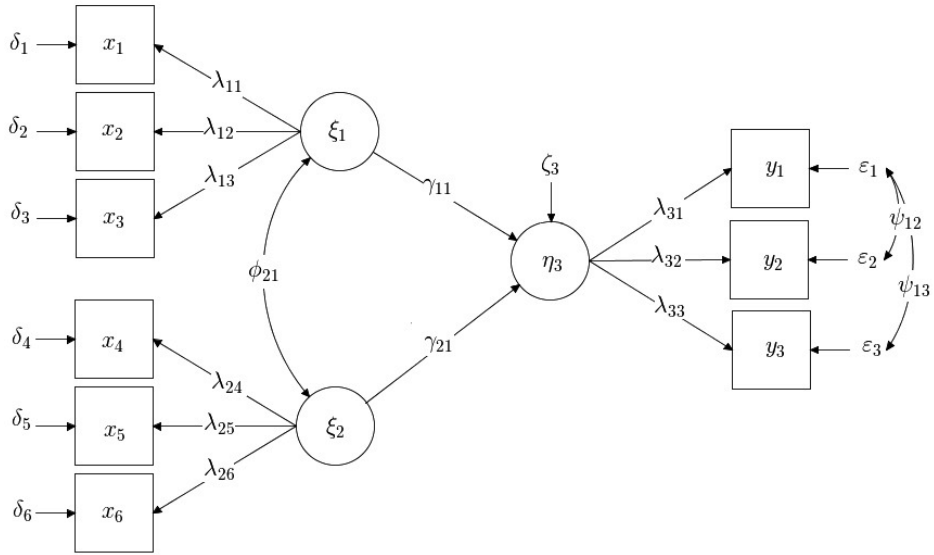 δ₁
x₁
λ₁₁
δ₂
x₂
λ₁₂
ξ₁
δ₃
x₃
λ₁₃
γ₁₁
ζ₃
y₁
ε₁
λ₃₁
ψ₁₂
ϕ₂₁
η₃
λ₃₂
y₂
ε₂
ψ₁₃
λ₃₃
δ₄
x₄
γ₂₁
y₃
ε₃
λ₂₄
δ₅
x₅
λ₂₅
ξ₂
λ₂₆
δ₆
x₆